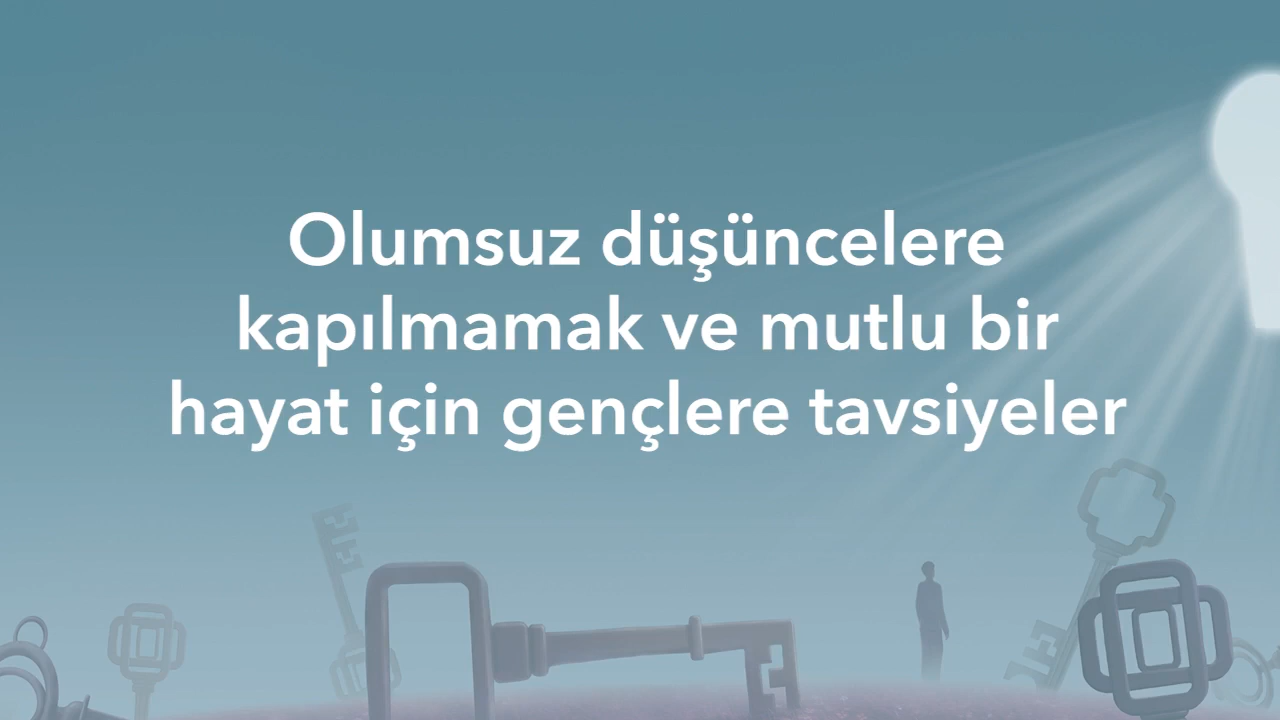 Olumsuz düşüncelere
kapılmamak ve mutlu bir
hayat için gençlere tavsiyeler